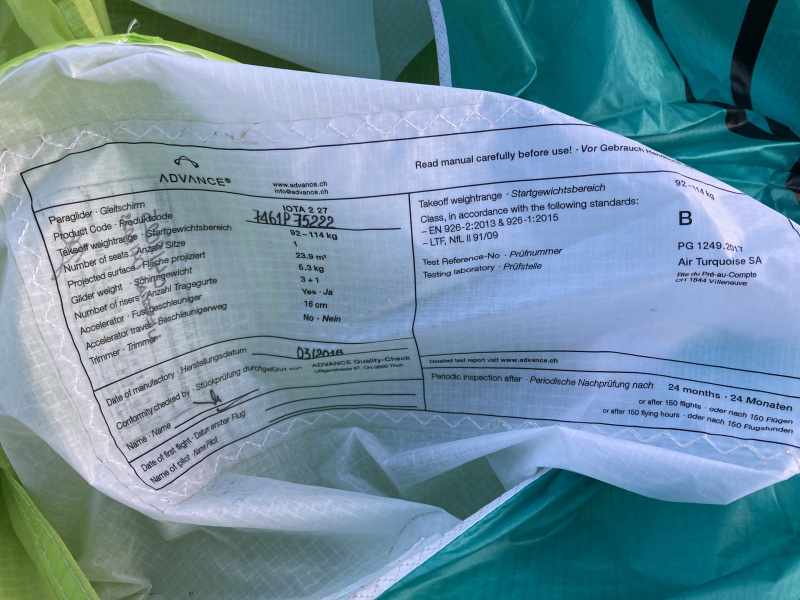 ADVANCE®
www.advance.ch
info@advance.ch
Read manual carefully before use! · Vor Gebrauch
Paraglider · Gleitschirm IOTA 2 27
Product Code · Produktcode 7461P75222
Takeoff weightrange · Startgewichtsbereich 92–114 kg
Number of seats · Anzahl Sitze 1
Projected surface · Fläche projiziert 23.9 m²
Glider weight · Schirmgewicht 5.3 kg
Number of risers · Anzahl Tragegurte 3 + 1
Accelerator · Fussbeschleuniger Yes · Ja
Accelerator travel · Beschleunigerweg 16 cm
Trimmer · Trimmer No · Nein
Date of manufactory · Herstellungsdatum 03/2018
Conformity checked by · Stückprüfung durchgeführt von ADVANCE Quality-Check
Uttigenstrasse 87, CH 3600 Thun
Name · Name
Date of first flight · Datum erster Flug
Name of pilot · Name Pilot
Takeoff weightrange · Startgewichtsbereich 92–114 kg
Class, in accordance with the following standards:
– EN 926-2:2013 & 926-1:2015 B
– LTF, NfL II 91/09
Test Reference-No · Prüfnummer PG 1249.2017
Testing laboratory · Prüfstelle Air Turquoise SA
Rte du Pré-au-Compte
CH 1844 Villeneuve
Detailed test report visit www.advance.ch
Periodic inspection after · Periodische Nachprüfung nach 24 months · 24 Monaten
or after 150 flights · oder nach 150 Flügen
or after 150 flying hours · oder nach 150 Flugstunden